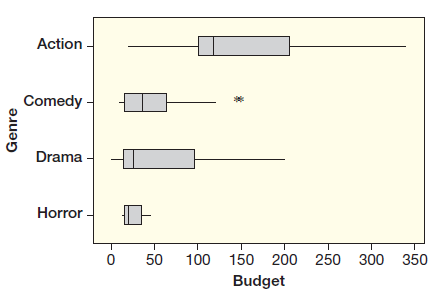 Genre
Action
Comedy
**
Drama
Horror
0 50 100 150 200 250 300 350
Budget